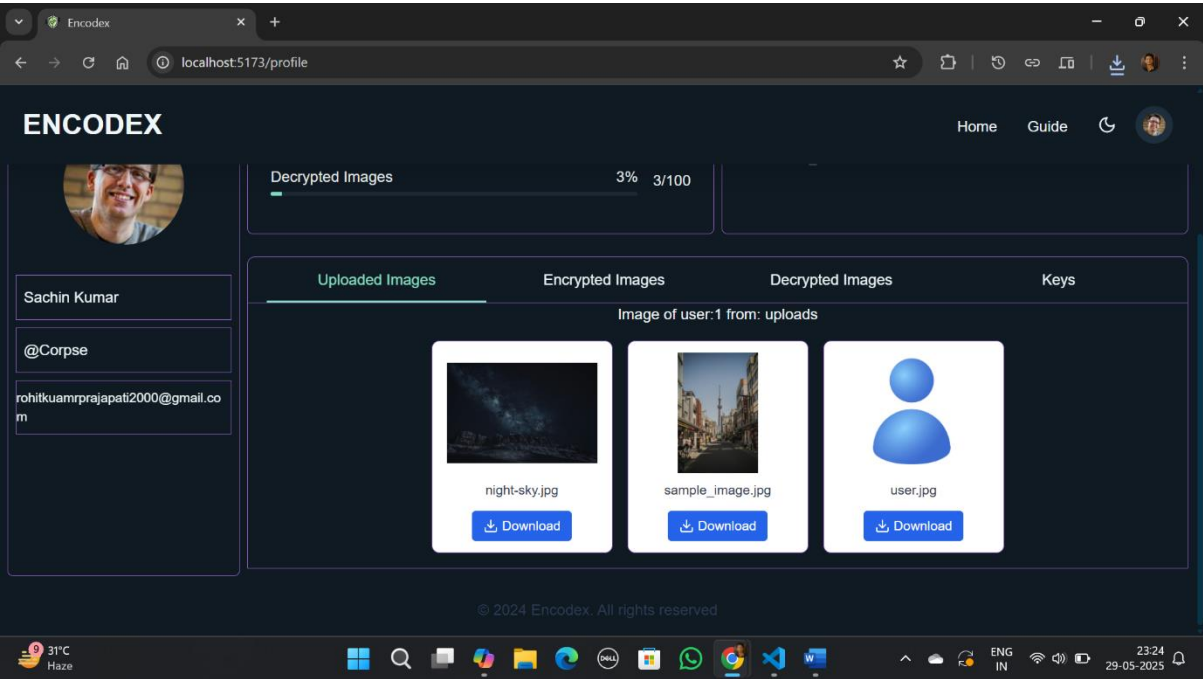 Encodex
localhost:5173/profile
ENCODEX
Home
Guide
Decrypted Images
3%
3/100
Sachin Kumar
@Corpse
rohitkuamrprajapati2000@gmail.co
m
Uploaded Images
Encrypted Images
Decrypted Images
Keys
Image of user:1 from: uploads
night-sky.jpg
Download
sample_image.jpg
Download
user.jpg
Download
© 2024 Encodex. All rights reserved
9
31°C
Haze
DELL
W
ENG
IN
23:24
29-05-2025